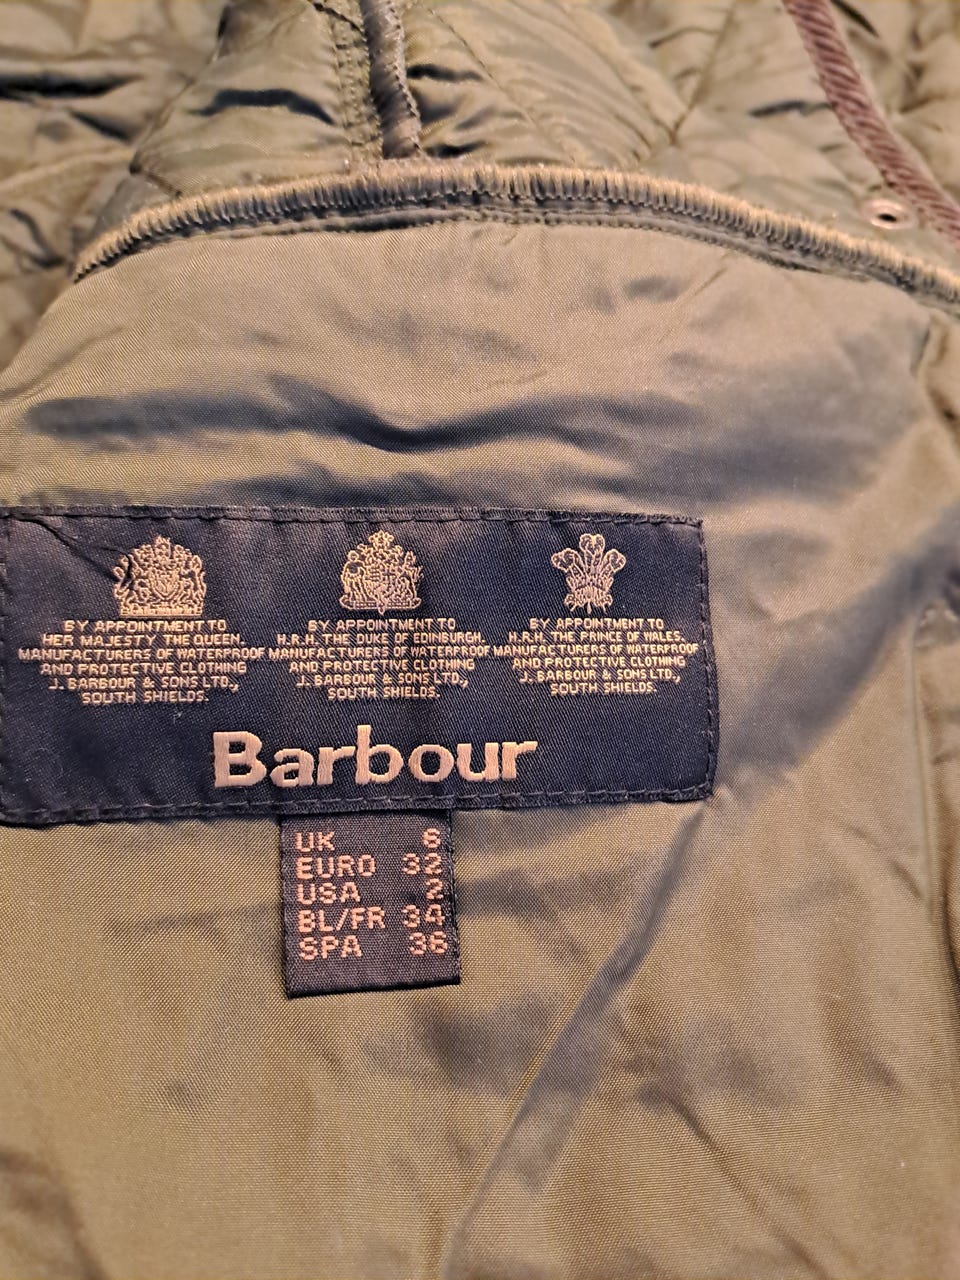 BY APPOINTMENT TO
HER MAJESTY THE QUEEN.
MANUFACTURERS OF WATERPROOF
AND PROTECTIVE CLOTHING
J. BARBOUR & SONS LTD.,
SOUTH SHIELDS.
BY APPOINTMENT TO
H.R.H. THE DUKE OF EDINBURGH.
MANUFACTURERS OF WATERPROOF
AND PROTECTIVE CLOTHING
J. BARBOUR & SONS LTD.,
SOUTH SHIELDS.
BY APPOINTMENT TO
H.R.H. THE PRINCE OF WALES.
MANUFACTURERS OF WATERPROOF
AND PROTECTIVE CLOTHING
J. BARBOUR & SONS LTD.,
SOUTH SHIELDS.
Barbour
UK 6
EURO 32
USA 2
BL/FR 34
SPA 36